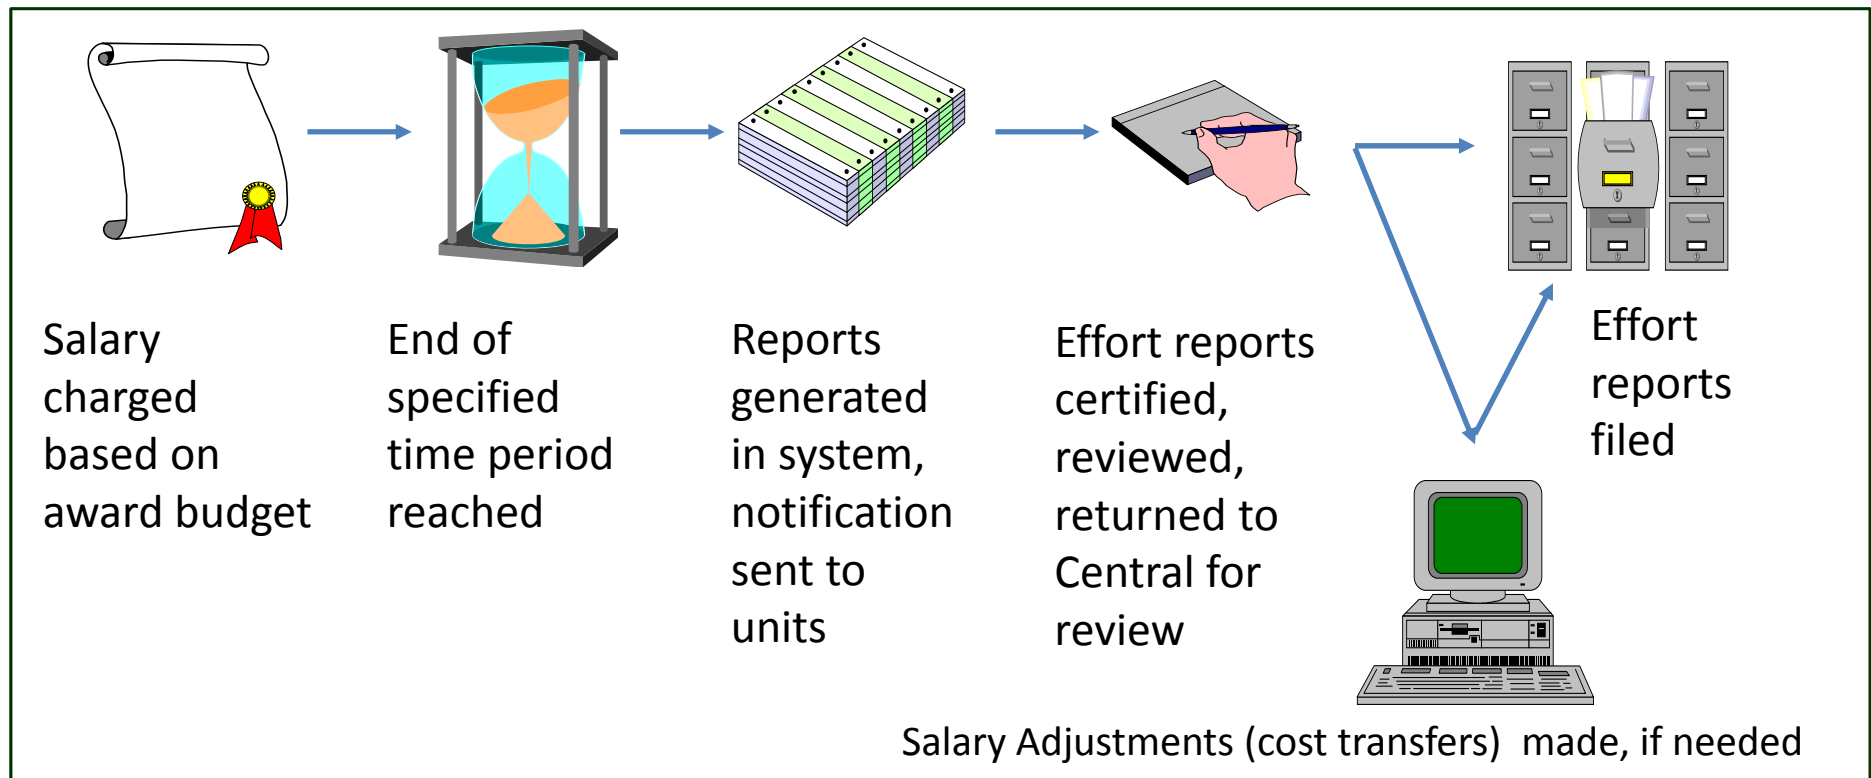 Salary
charged
based on
award budget
End of
specified
time period
reached
Reports
generated
in system,
notification
sent to
units
Effort reports
certified,
reviewed,
returned to
Central for
review
Effort
reports
filed
Salary Adjustments (cost transfers)  made, if needed